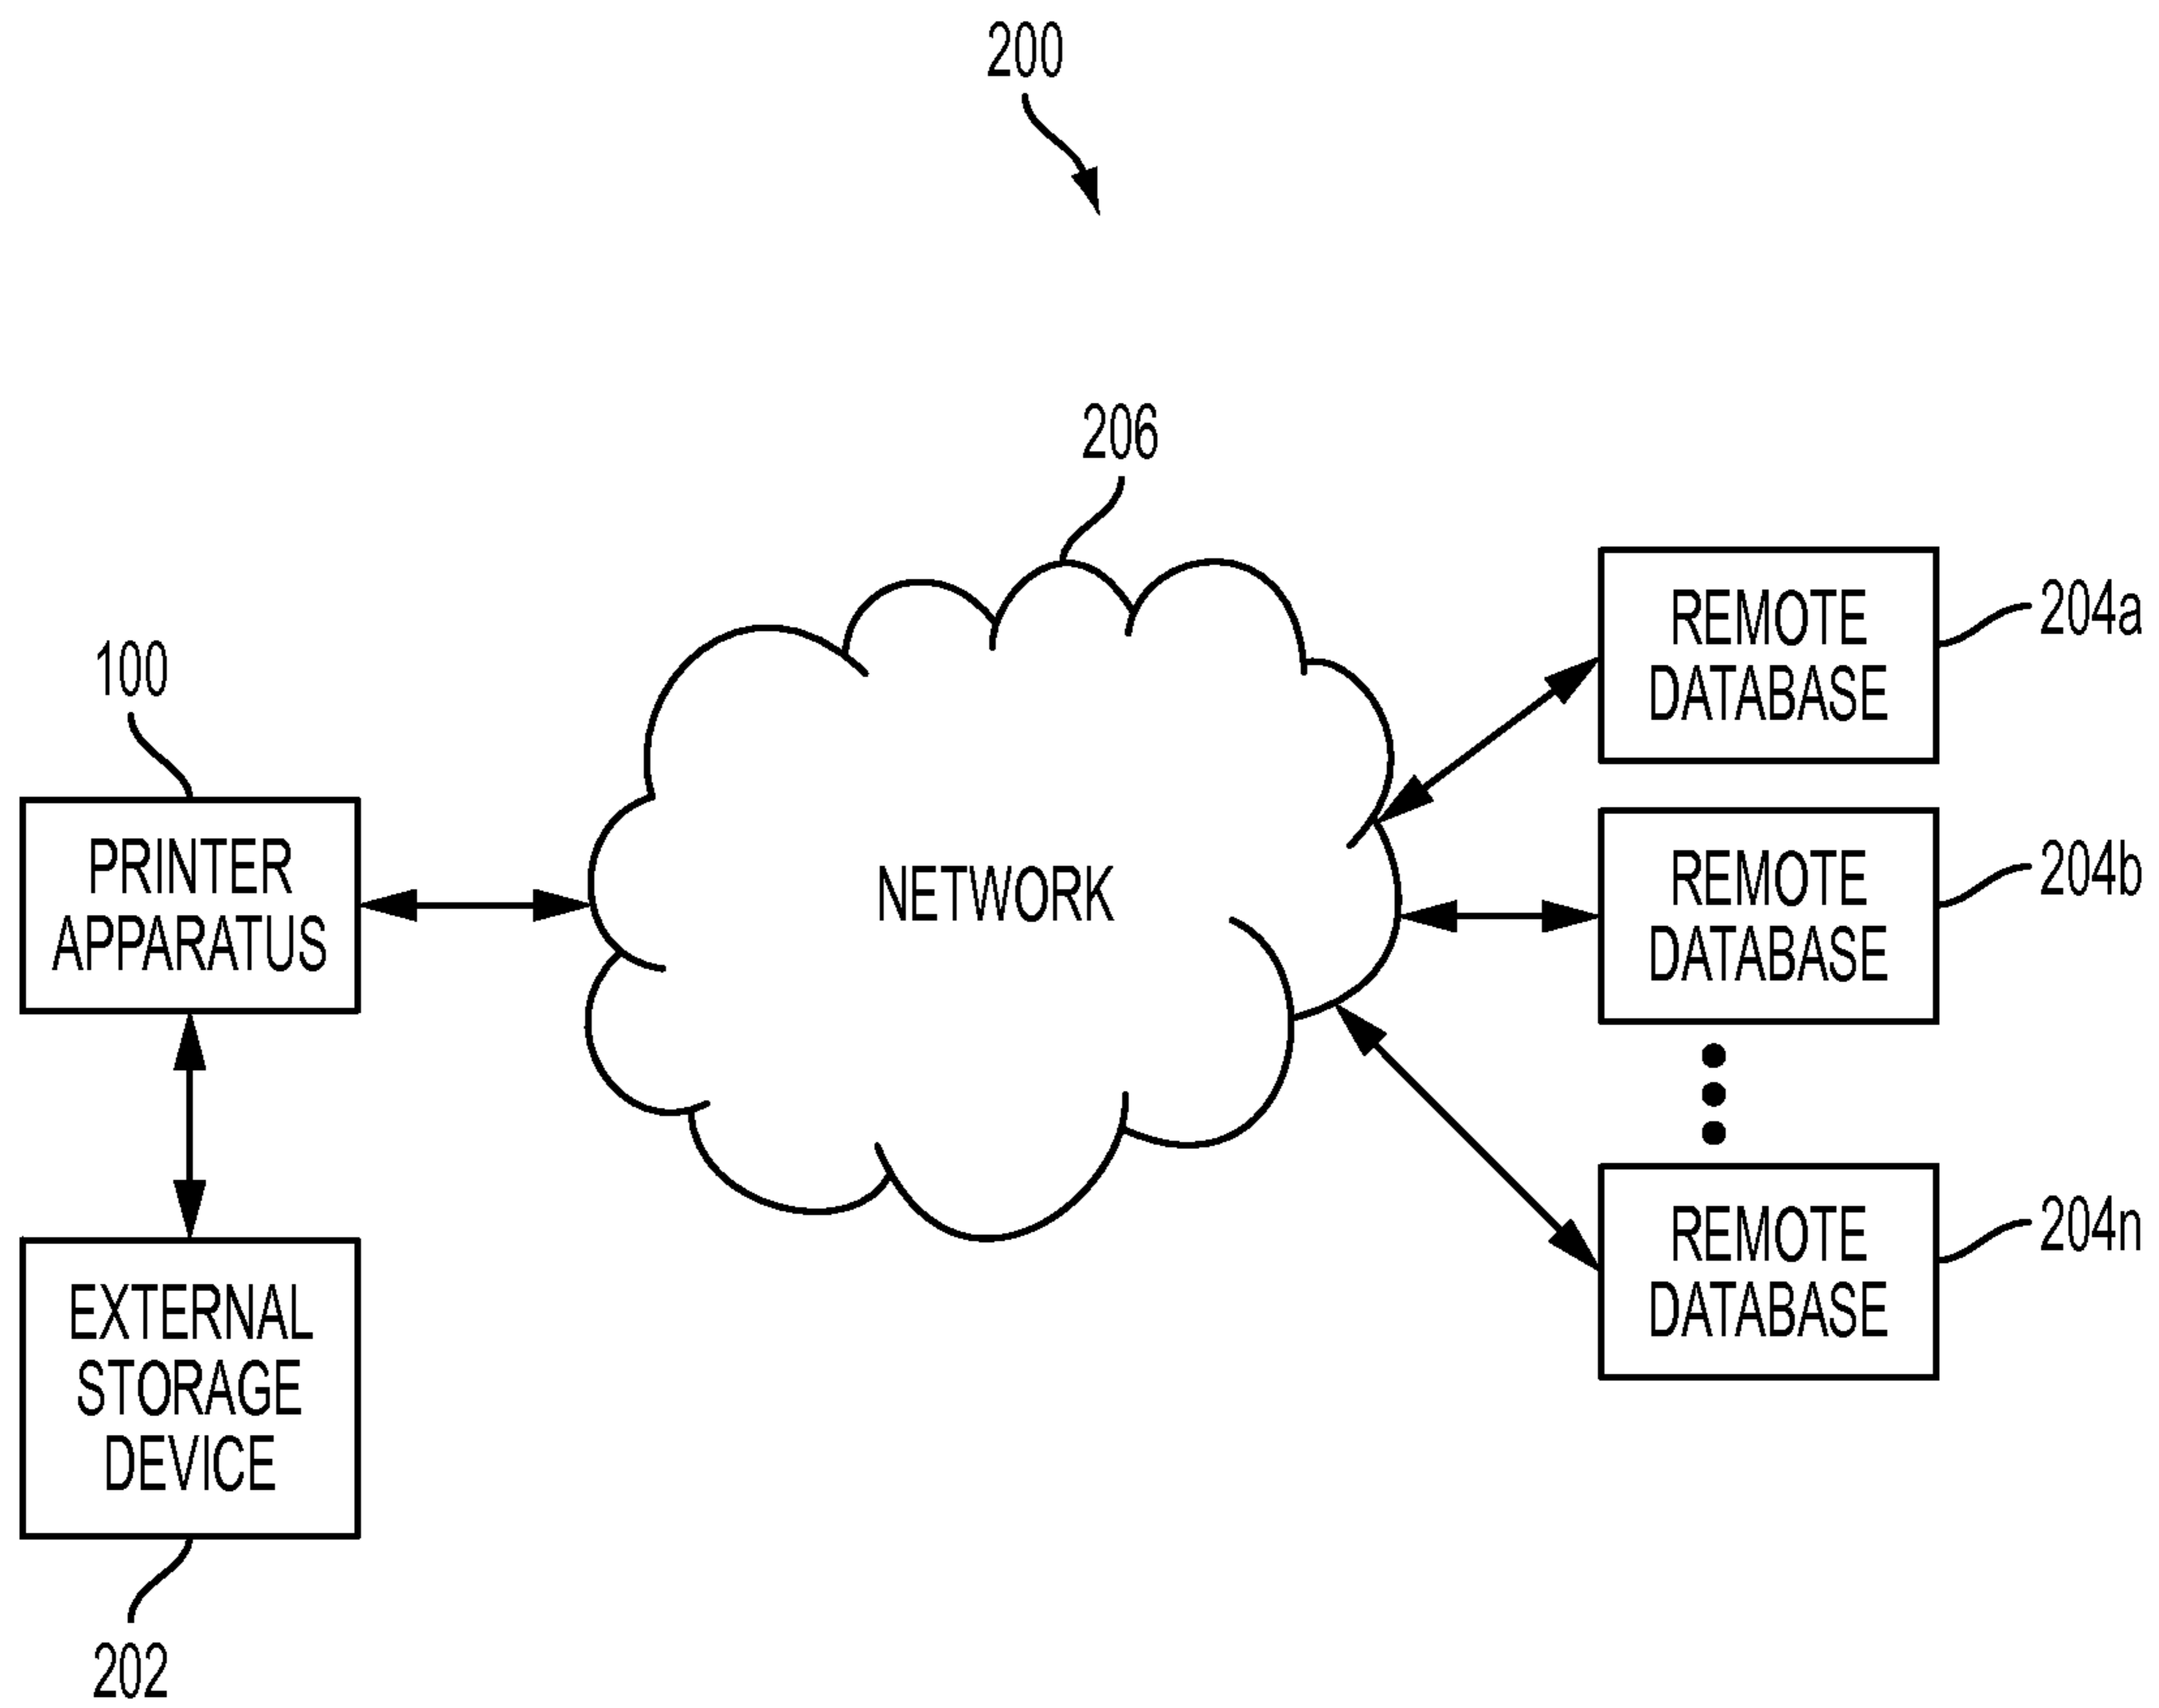 200
206
100
PRINTER
APPARATUS
NETWORK
REMOTE
DATABASE
204a
REMOTE
DATABASE
204b
REMOTE
DATABASE
204n
EXTERNAL
STORAGE
DEVICE
202